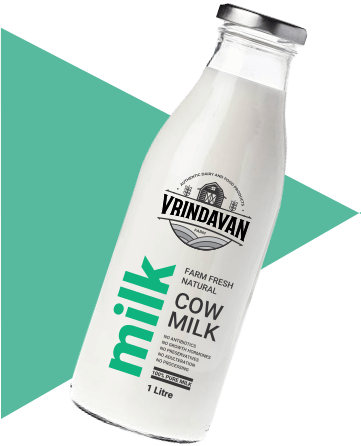 AUTHENTIC DAIRY AND FOOD PRODUCTS
VRINDAVAN
FARM
milk
FARM FRESH
NATURAL
COW
MILK
NO ANTIBIOTICS
NO GROWTH HORMONES
NO PRESERVATIVES
NO ADULTRATION
NO PROCESSING
100% PURE MILK
1 Litre